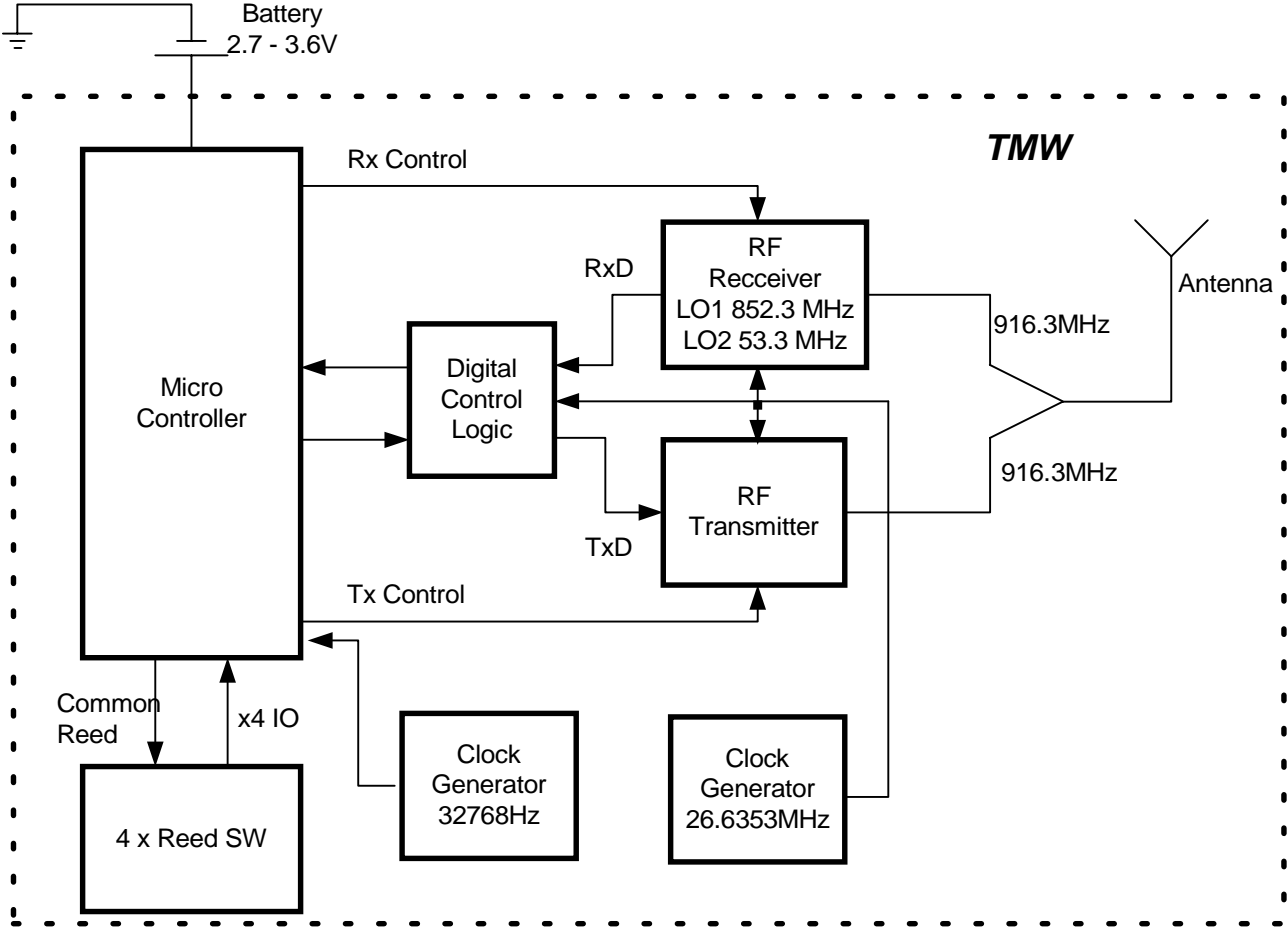 Battery
2.7 - 3.6V
TMW
Rx Control
RF
Recceiver
LO1 852.3 MHz
LO2 53.3 MHz
RxD
Antenna
916.3MHz
Micro
Controller
Digital
Control
Logic
916.3MHz
RF
Transmitter
TxD
Tx Control
Common
Reed
x4 IO
Clock
Generator
32768Hz
Clock
Generator
26.6353MHz
4 x Reed SW